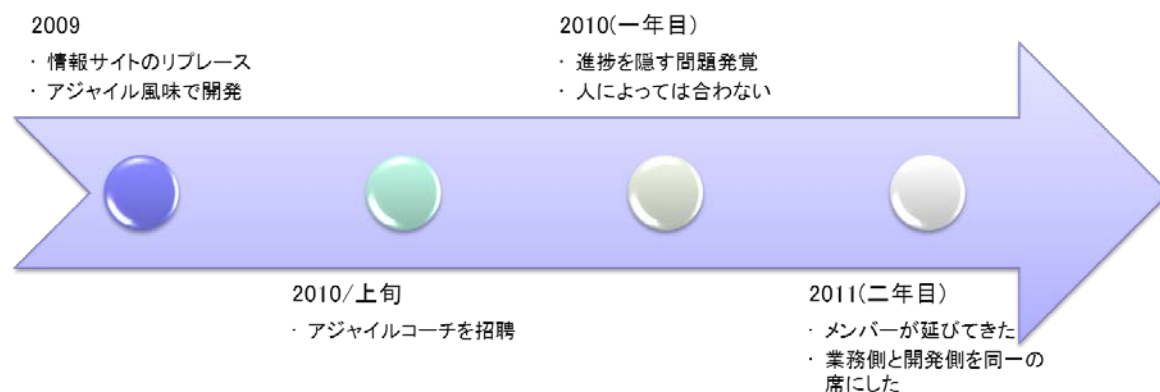 2009
・ 情報サイトのリプレース
・ アジャイル風味で開発
2010/上旬
・ アジャイルコーチを招聘
2010(一年目)
・ 進捗を隠す問題発覚
・ 人によっては合わない
2011(二年目)
・ メンバーが延びてきた
・ 業務側と開発側を同一の
席にした